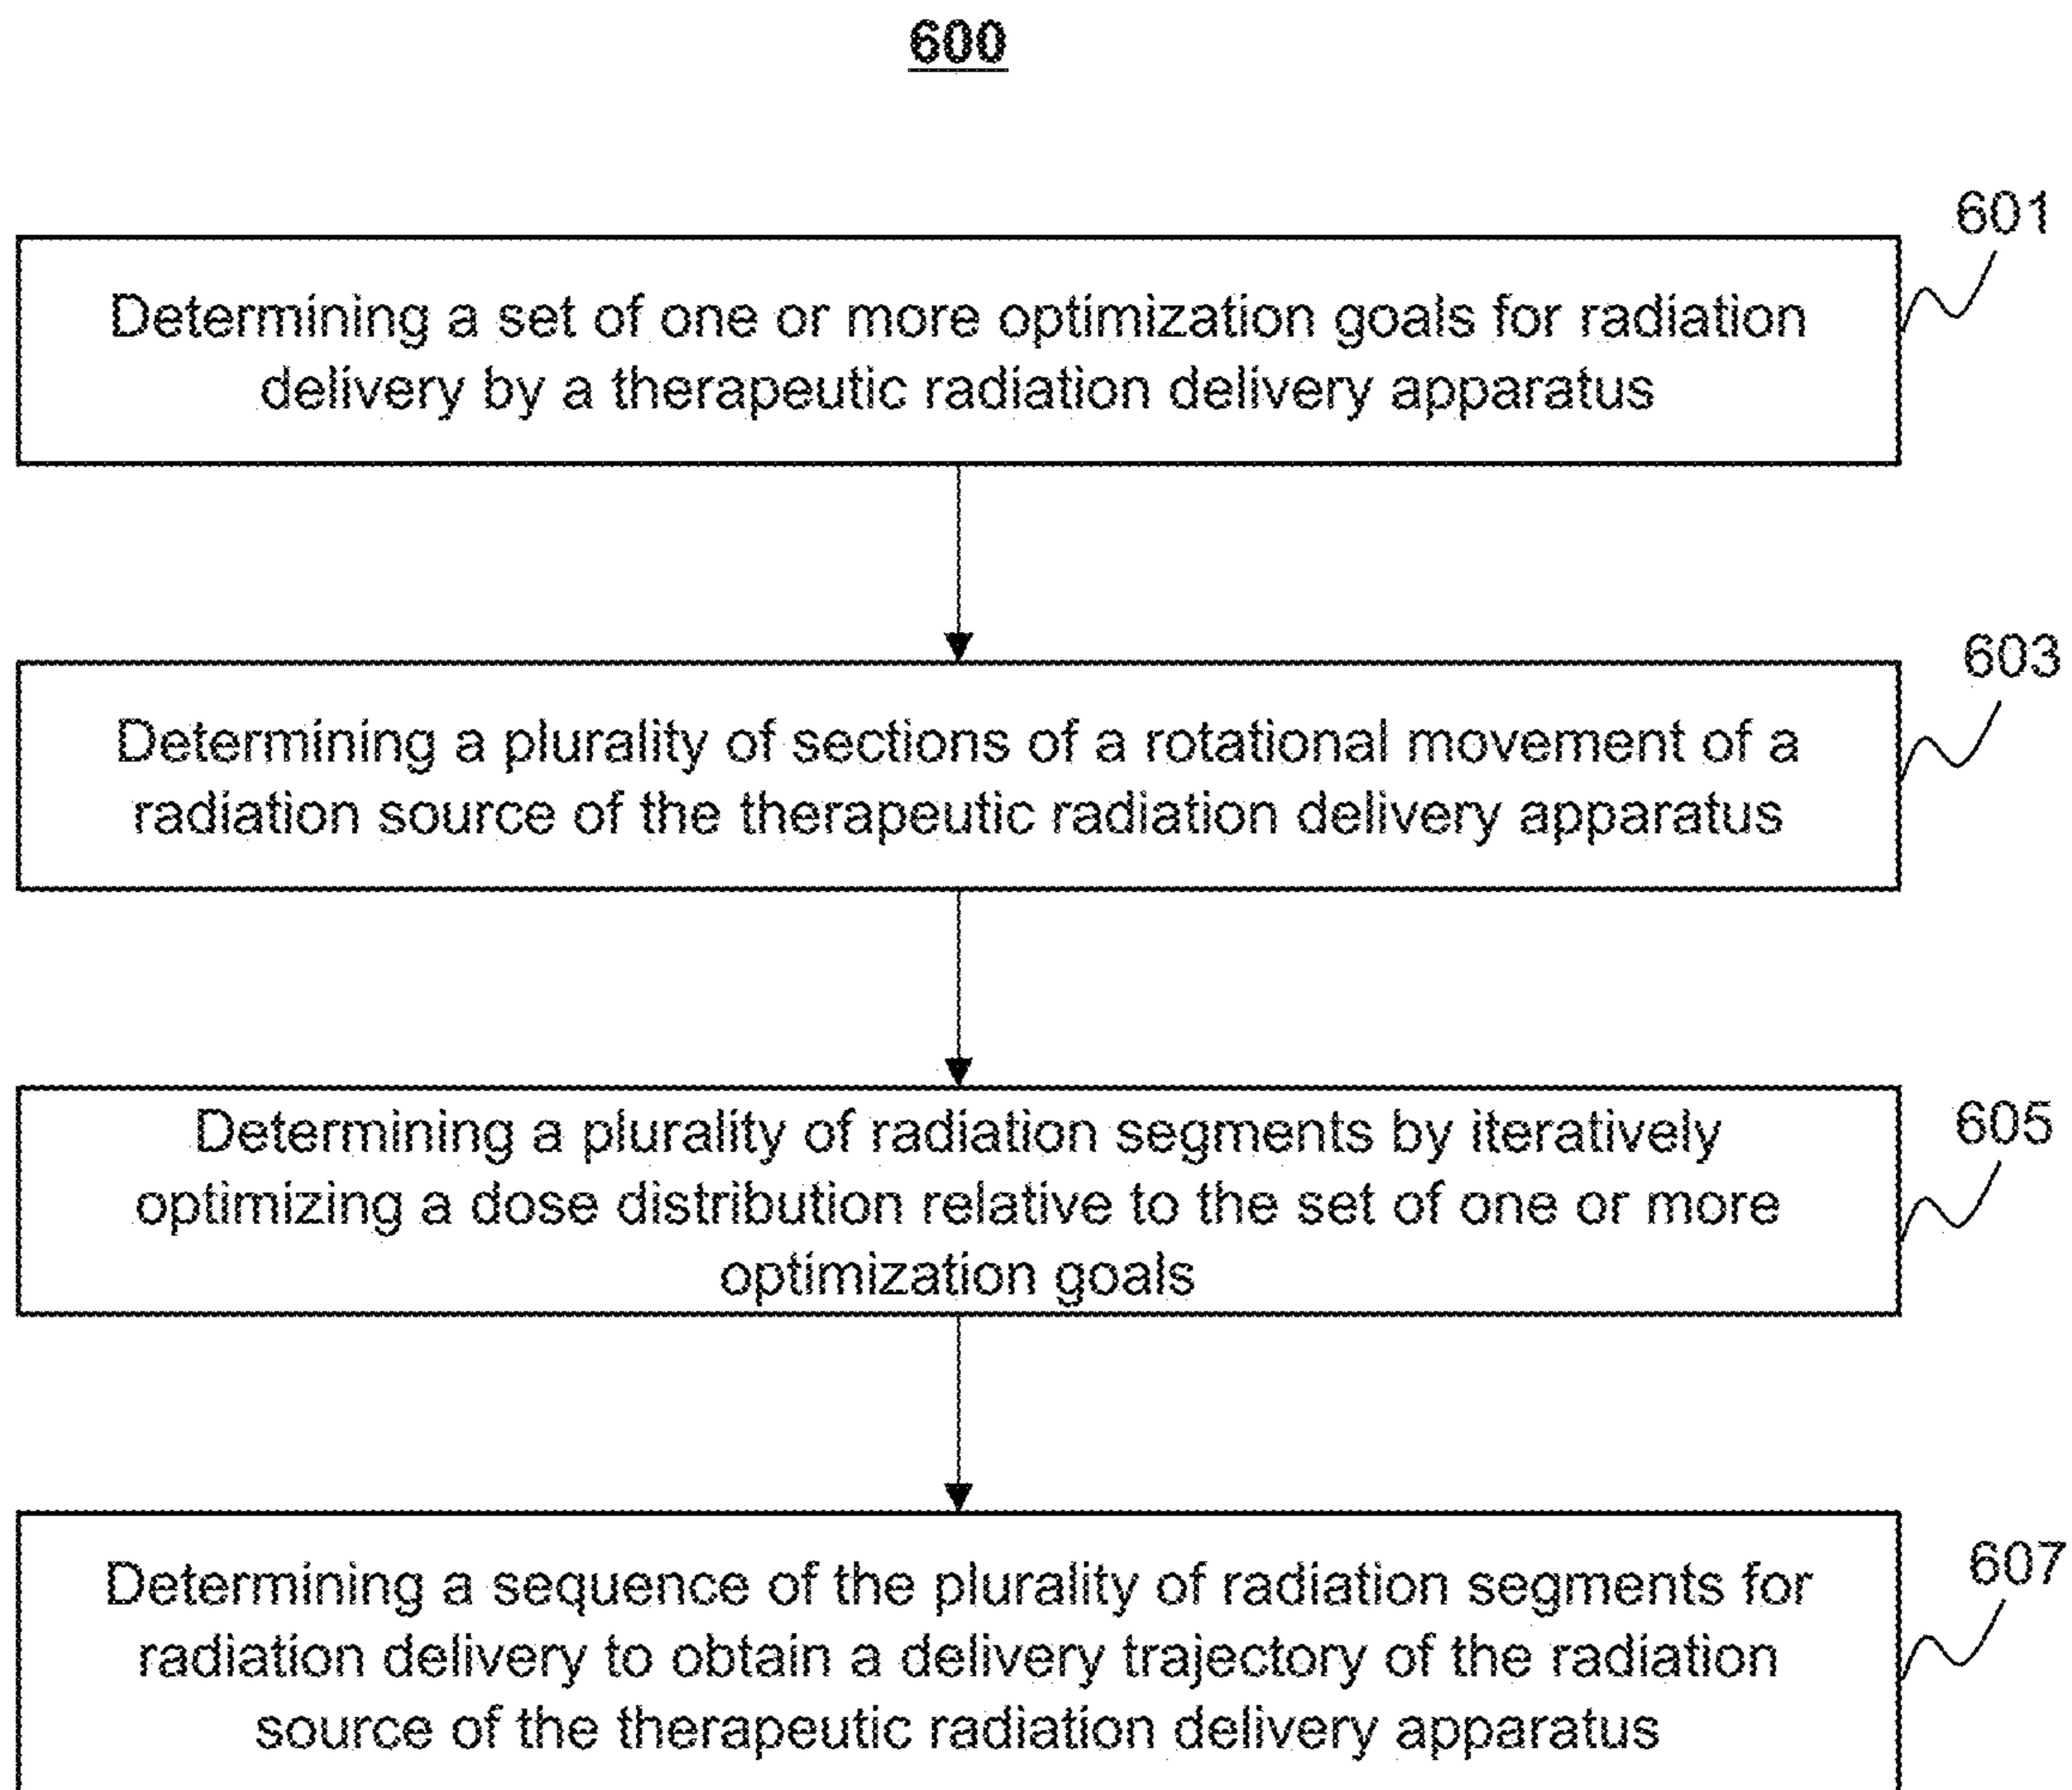 600
601
Determining a set of one or more optimization goals for radiation
delivery by a therapeutic radiation delivery apparatus
603
Determining a plurality of sections of a rotational movement of a
radiation source of the therapeutic radiation delivery apparatus
605
Determining a plurality of radiation segments by iteratively
optimizing a dose distribution relative to the set of one or more
optimization goals
607
Determining a sequence of the plurality of radiation segments for
radiation delivery to obtain a delivery trajectory of the radiation
source of the therapeutic radiation delivery apparatus